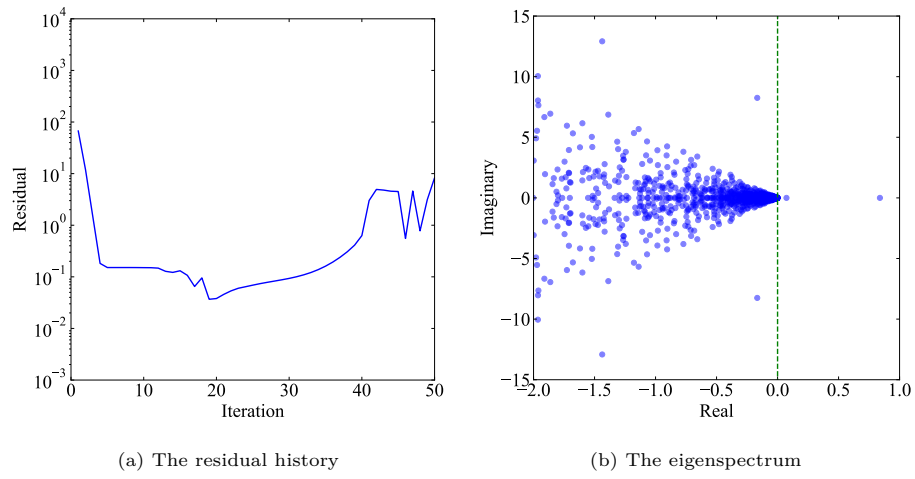 10^4
10^3
10^2
10^1
10^0
10^−1
10^−2
10^−3
Residual
0 10 20 30 40 50
Iteration
(a) The residual history
15
10
5
0
−5
−10
−15
Imaginary
−2.0 −1.5 −1.0 −0.5 0.0 0.5 1.0
Real
(b) The eigenspectrum